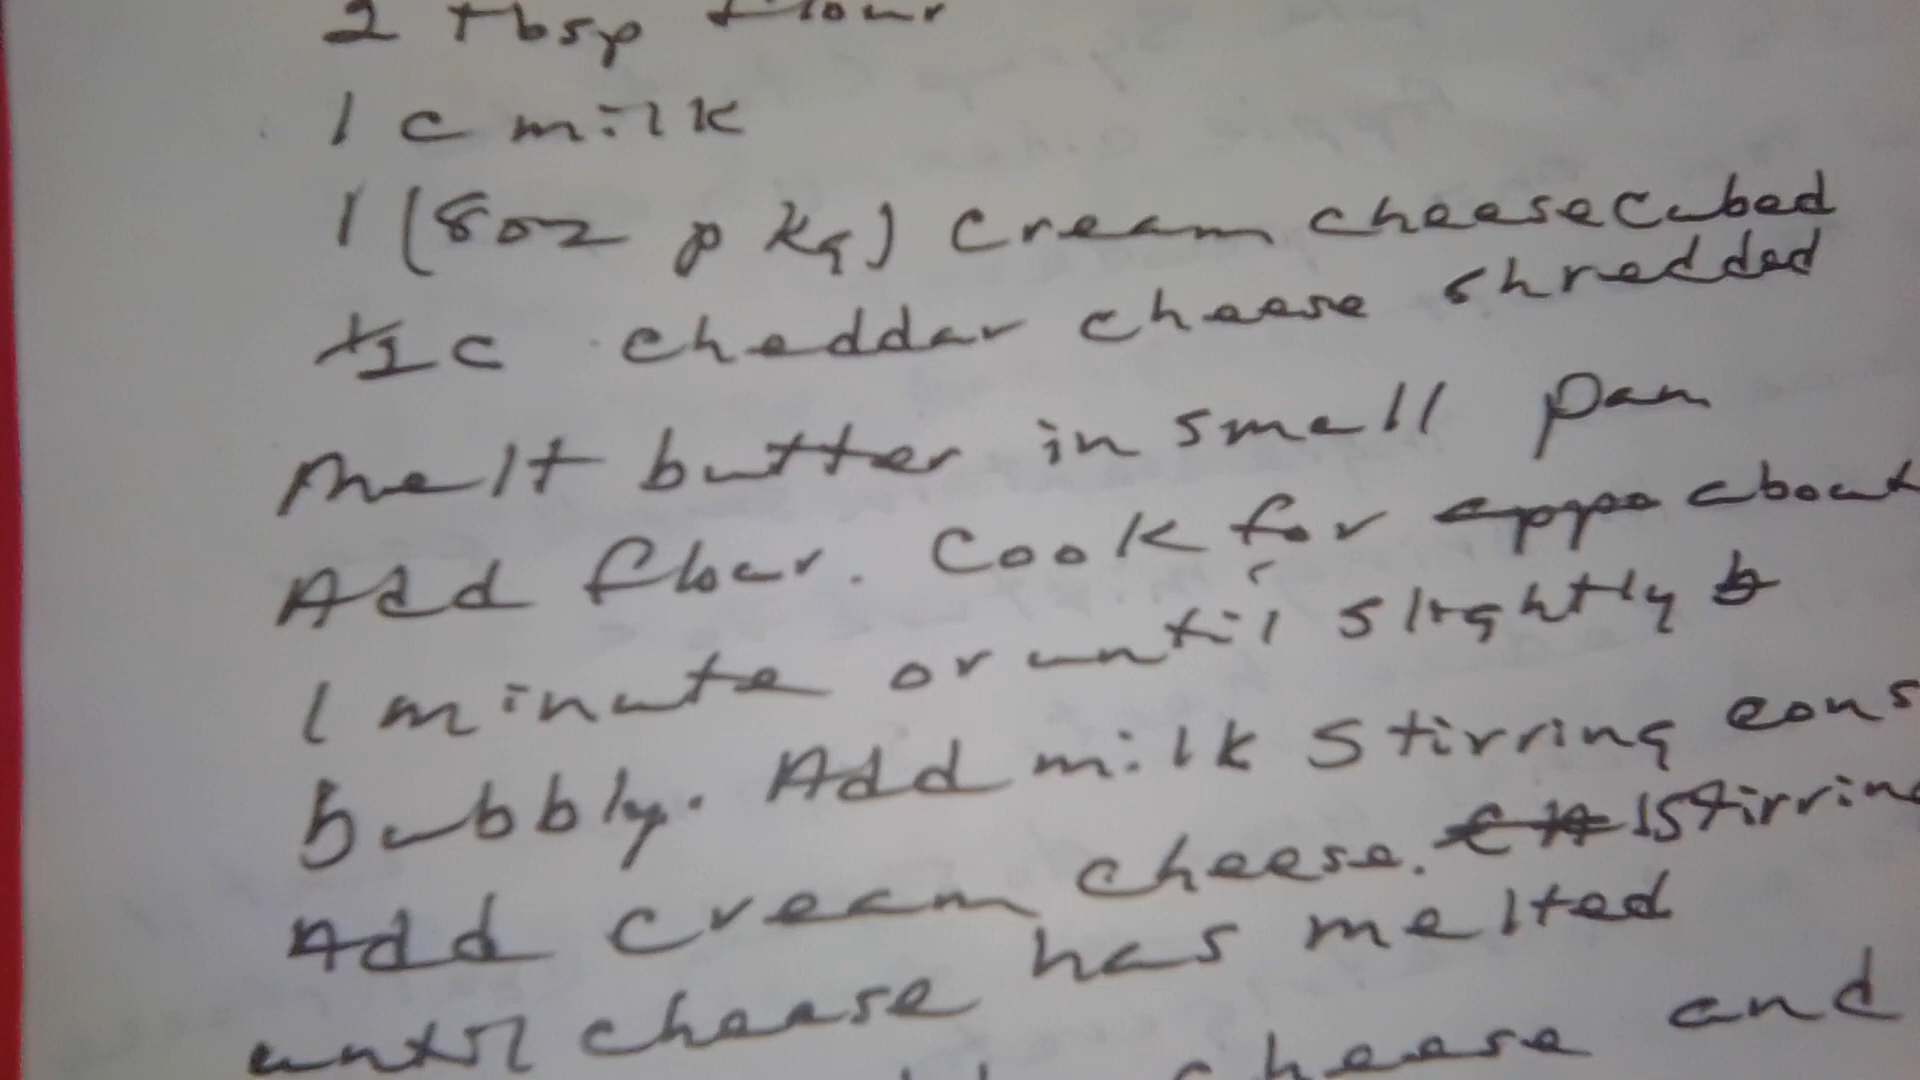 2 tbsp flour
1 c milk
1 (8oz pkg) cream cheese cubed
c cheddar cheese shredded
Melt butter in small pan
Add flour. Cook for about
1 minute or until slightly
bubbly. Add milk stirring cons
Add cream cheese. stirring
until cheese has melted
cheese and